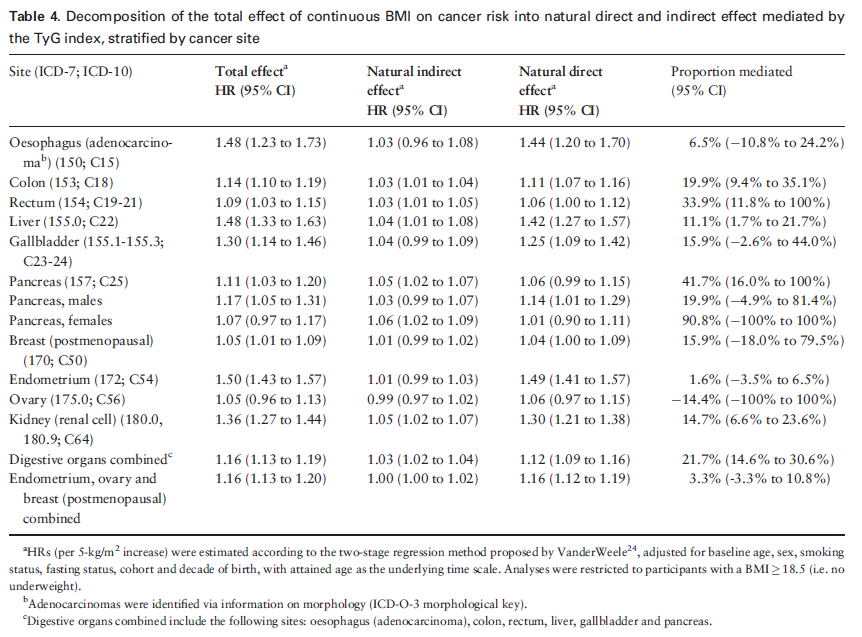 Table 4. Decomposition of the total effect of continuous BMI on cancer risk into natural direct and indirect effect mediated by
the TyG index, stratified by cancer site
Site (ICD-7; ICD-10) Total effectᵃ Natural indirect Natural direct Proportion mediated
HR (95% CI) effectᵃ effectᵃ (95% CI)
HR (95% CI) HR (95% CI)
Oesophagus (adenocarcino- 1.48 (1.23 to 1.73) 1.03 (0.96 to 1.08) 1.44 (1.20 to 1.70) 6.5% (−10.8% to 24.2%)
maᵇ) (150; C15)
Colon (153; C18) 1.14 (1.10 to 1.19) 1.03 (1.01 to 1.04) 1.11 (1.07 to 1.16) 19.9% (9.4% to 35.1%)
Rectum (154; C19-21) 1.09 (1.03 to 1.15) 1.03 (1.01 to 1.05) 1.06 (1.00 to 1.12) 33.9% (11.8% to 100%)
Liver (155.0; C22) 1.48 (1.33 to 1.63) 1.04 (1.01 to 1.08) 1.42 (1.27 to 1.57) 11.1% (1.7% to 21.7%)
Gallbladder (155.1-155.3; 1.30 (1.14 to 1.46) 1.04 (0.99 to 1.09) 1.25 (1.09 to 1.42) 15.9% (−2.6% to 44.0%)
C23-24)
Pancreas (157; C25) 1.11 (1.03 to 1.20) 1.05 (1.02 to 1.07) 1.06 (0.99 to 1.15) 41.7% (16.0% to 100%)
Pancreas, males 1.17 (1.05 to 1.31) 1.03 (0.99 to 1.07) 1.14 (1.01 to 1.29) 19.9% (−4.9% to 81.4%)
Pancreas, females 1.07 (0.97 to 1.17) 1.06 (1.02 to 1.09) 1.01 (0.90 to 1.11) 90.8% (−100% to 100%)
Breast (postmenopausal) 1.05 (1.01 to 1.09) 1.01 (0.99 to 1.02) 1.04 (1.00 to 1.09) 15.9% (−18.0% to 79.5%)
(170; C50)
Endometrium (172; C54) 1.50 (1.43 to 1.57) 1.01 (0.99 to 1.03) 1.49 (1.41 to 1.57) 1.6% (−3.5% to 6.5%)
Ovary (175.0; C56) 1.05 (0.96 to 1.13) 0.99 (0.97 to 1.02) 1.06 (0.97 to 1.15) −14.4% (−100% to 100%)
Kidney (renal cell) (180.0, 1.36 (1.27 to 1.44) 1.05 (1.02 to 1.07) 1.30 (1.21 to 1.38) 14.7% (6.6% to 23.6%)
180.9; C64)
Digestive organs combinedᶜ 1.16 (1.13 to 1.19) 1.03 (1.02 to 1.04) 1.12 (1.09 to 1.16) 21.7% (14.6% to 30.6%)
Endometrium, ovary and 1.16 (1.13 to 1.20) 1.00 (1.00 to 1.02) 1.16 (1.12 to 1.19) 3.3% (-3.3% to 10.8%)
breast (postmenopausal)
combined
ᵃHRs (per 5-kg/m² increase) were estimated according to the two-stage regression method proposed by VanderWeele²⁴, adjusted for baseline age, sex, smoking
status, fasting status, cohort and decade of birth, with attained age as the underlying time scale. Analyses were restricted to participants with a BMI ≥ 18.5 (i.e. no
underweight).
ᵇAdenocarcinomas were identified via information on morphology (ICD-O-3 morphological key).
ᶜDigestive organs combined include the following sites: oesophagus (adenocarcinoma), colon, rectum, liver, gallbladder and pancreas.